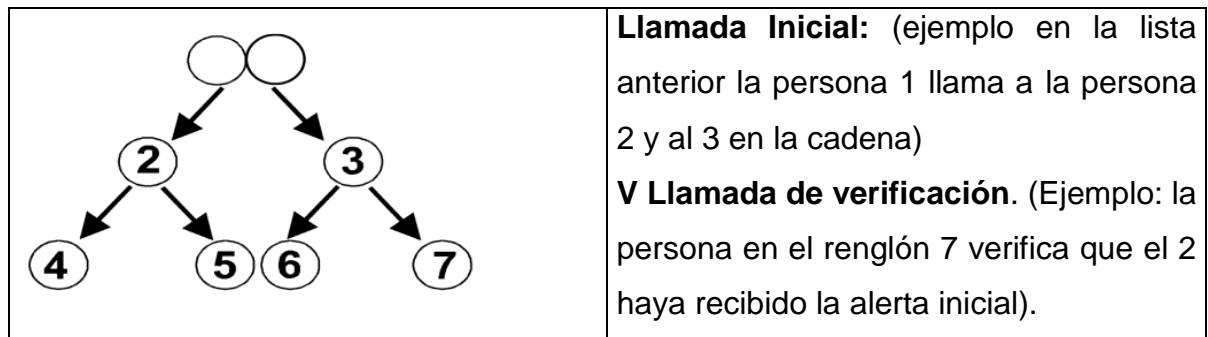 2 3
4 5 6 7
Llamada Inicial: (ejemplo en la lista
anterior la persona 1 llama a la persona
2 y al 3 en la cadena)
V Llamada de verificación. (Ejemplo: la
persona en el renglón 7 verifica que el 2
haya recibido la alerta inicial).